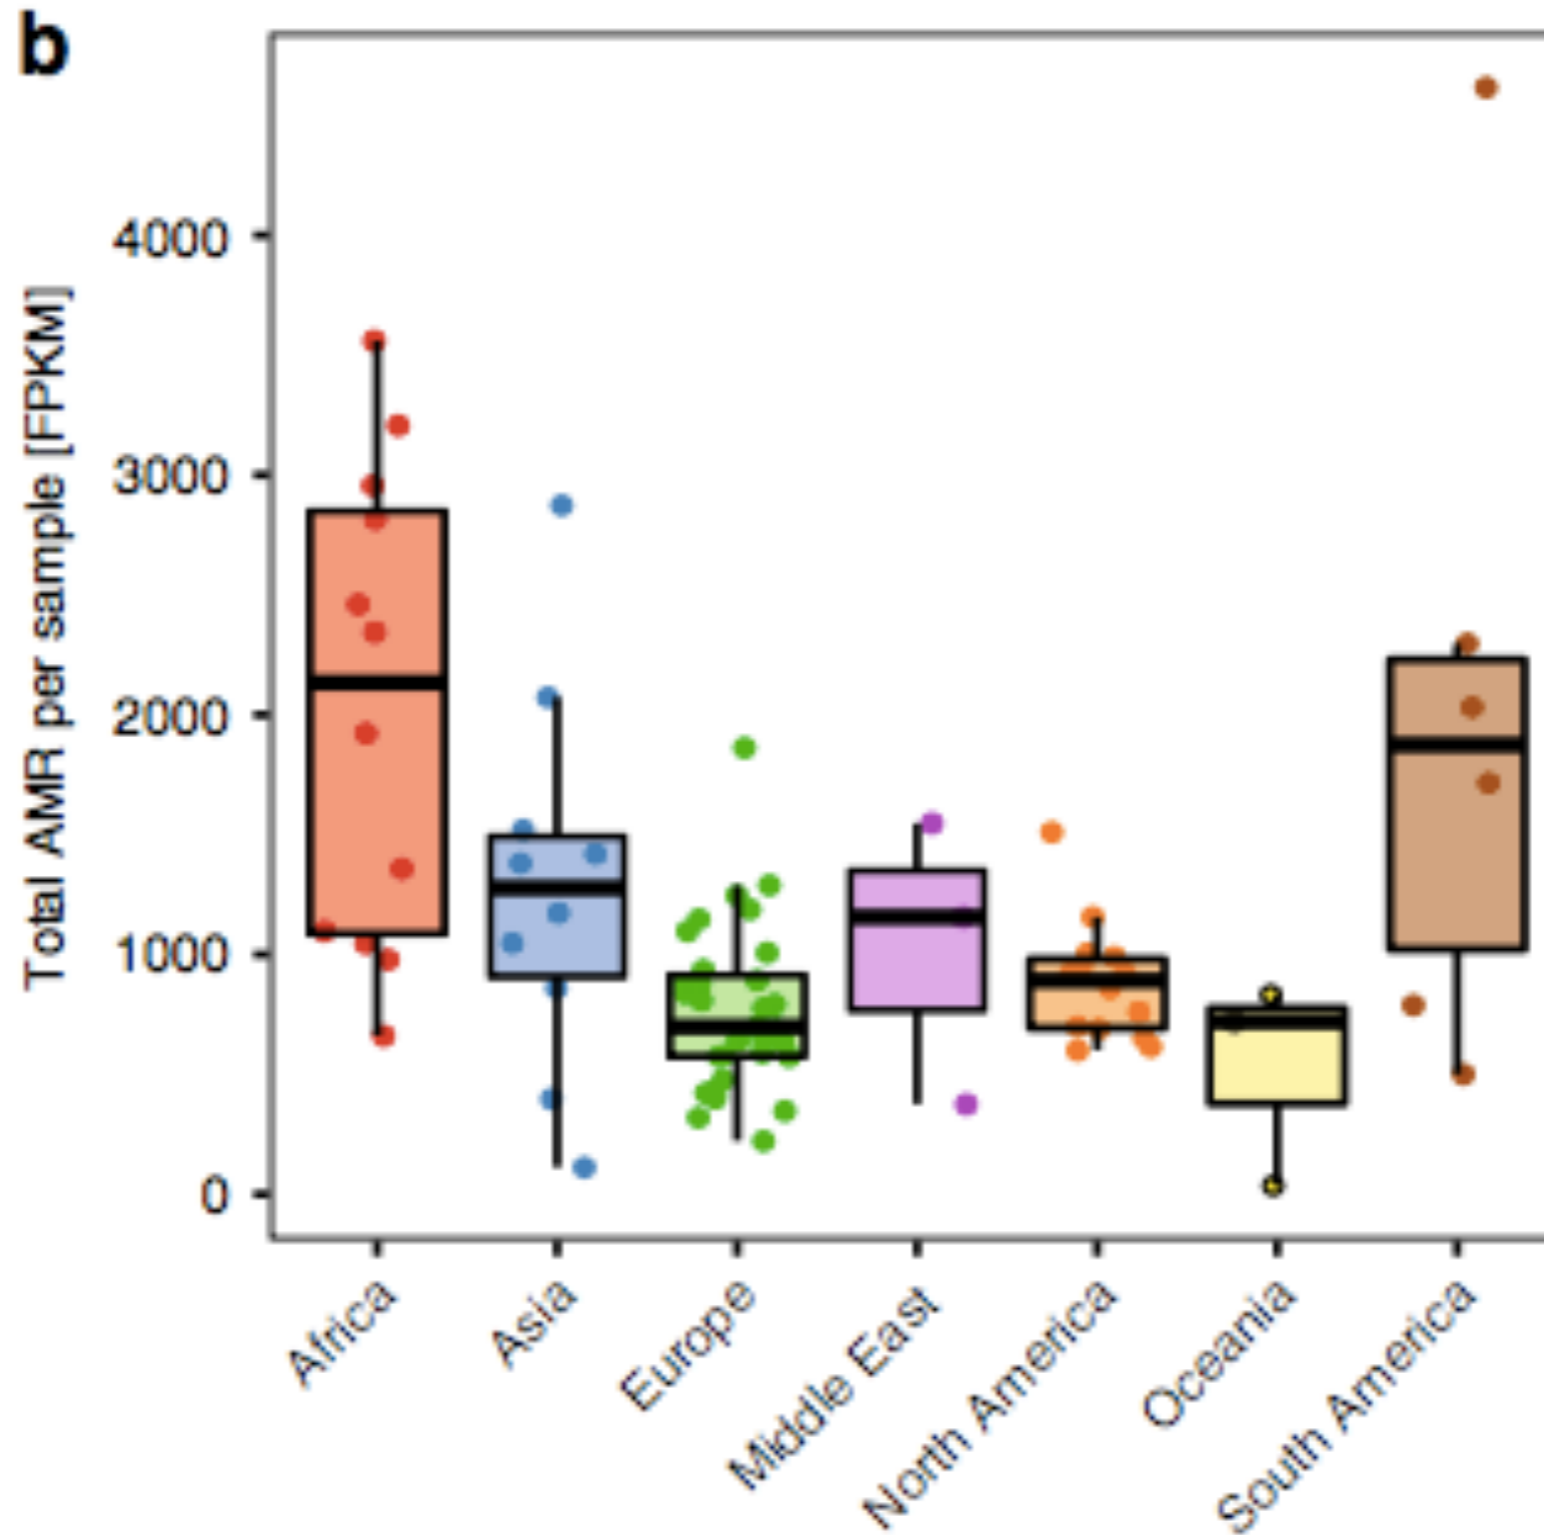 b
Total AMR per sample [FPKM]
4000
3000
2000
1000
0
Africa
Asia
Europe
Middle East
North America
Oceania
South America